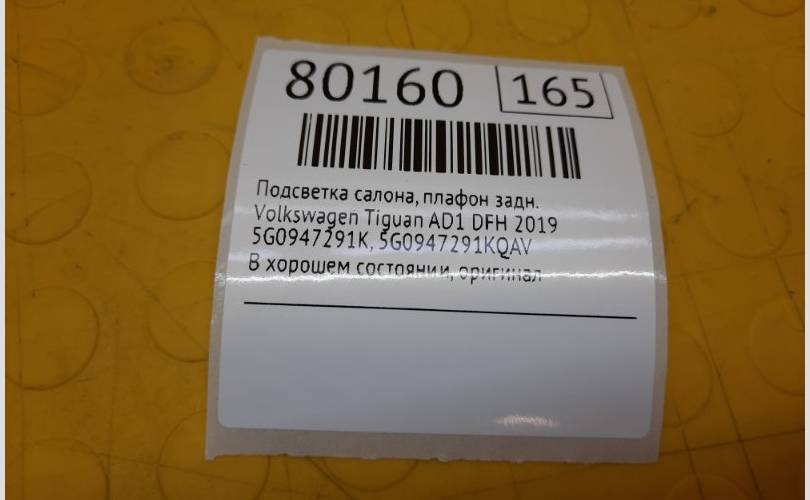 80160 165
Подсветка салона, плафон задн.
Volkswagen Tiguan AD1 DFH 2019
5G0947291K, 5G0947291KQAV
В хорошем состоянии, оригинал